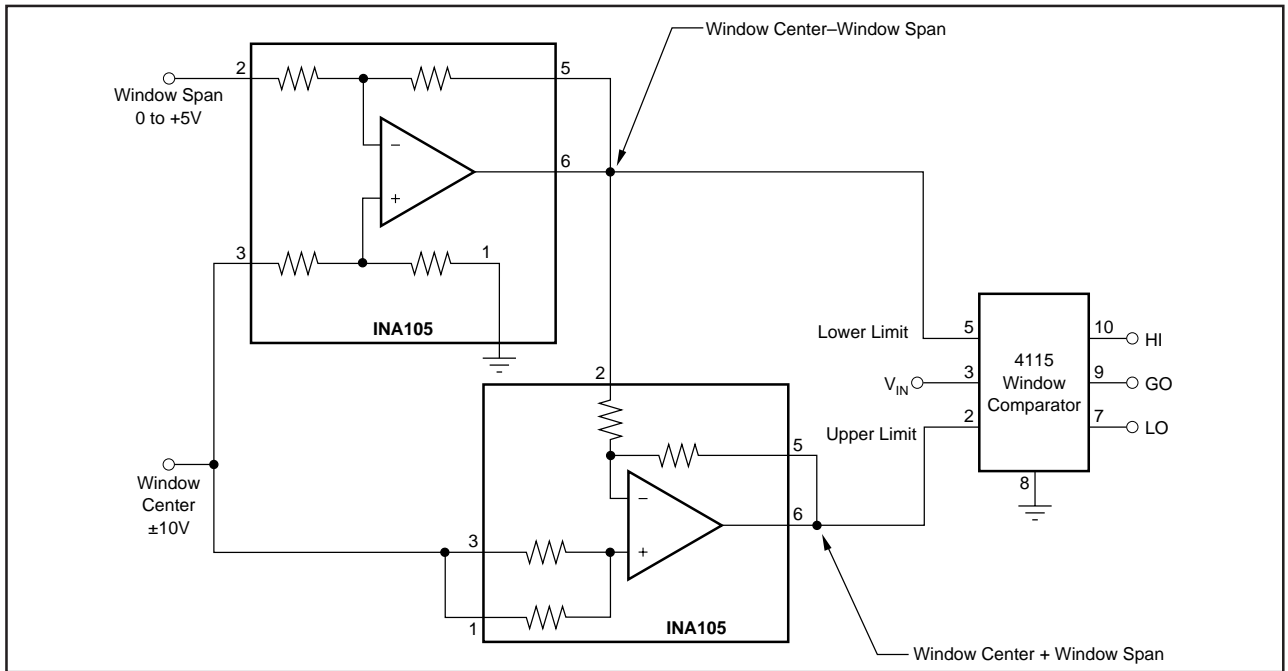 Window Center–Window Span
2
5
Window Span
0 to +5V
–
6
+
3
1
INA105
Lower Limit
5
10
HI
4115
Window
Comparator
V_IN
3
9
GO
2
7
LO
Upper Limit
8
2
5
Window
Center
±10V
–
6
3
+
1
INA105
Window Center + Window Span